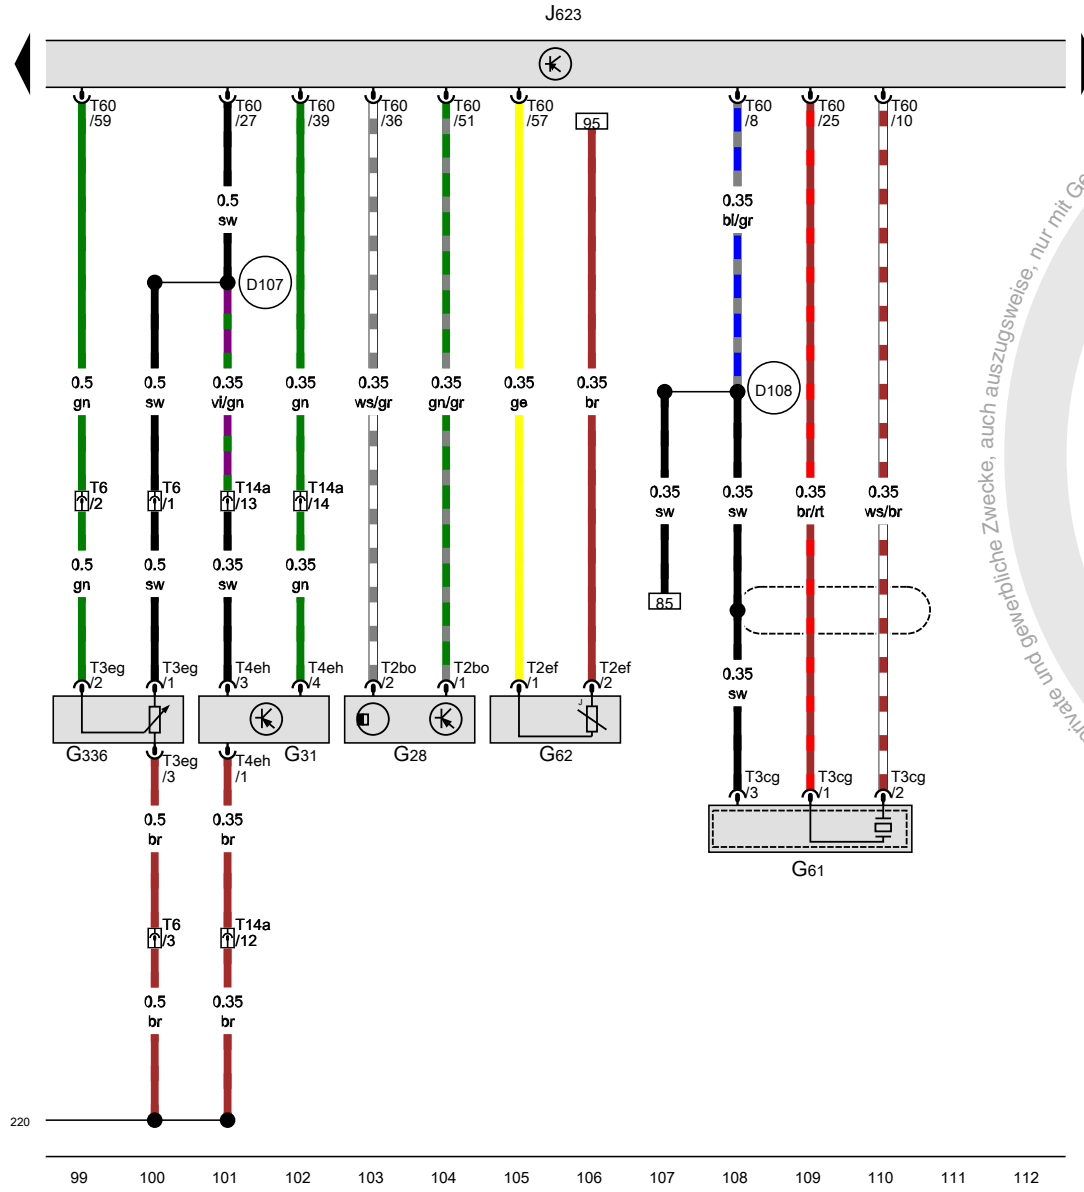 J623
T60 T60 T60 T60 T60 T60 T60 T60 T60
/59 /27 /39 /36 /51 /57 95 /8 /25 /10
0.5 0.35
sw bl/gr
D107
0.5 0.5 0.35 0.35 0.35 0.35 0.35 0.35
gn sw vi/gn gn ws/gr gn/gr ge br
D108
T6 T6 T14a T14a
/2 /1 /13 /14
0.35 0.35 0.35 0.35
sw sw br/rt ws/br
0.5 0.5 0.35 0.35
gn sw sw gn
85
T3eg T3eg T4eh T4eh T2bo T2bo T2ef T2ef
/2 /1 /3 /4 /2 /1 /1 /2
0.35
sw
J
G336 G31 G28 G62
T3eg T4eh
/3 /1
T3cg T3cg T3cg
/3 /1 /2
0.5 0.35
br br
G61
T6 T14a
/3 /12
0.5 0.35
br br
220
99 100 101 102 103 104 105 106 107 108 109 110 111 112
private und gewerbliche Zwecke, auch auszugsweise, nur mit Ge